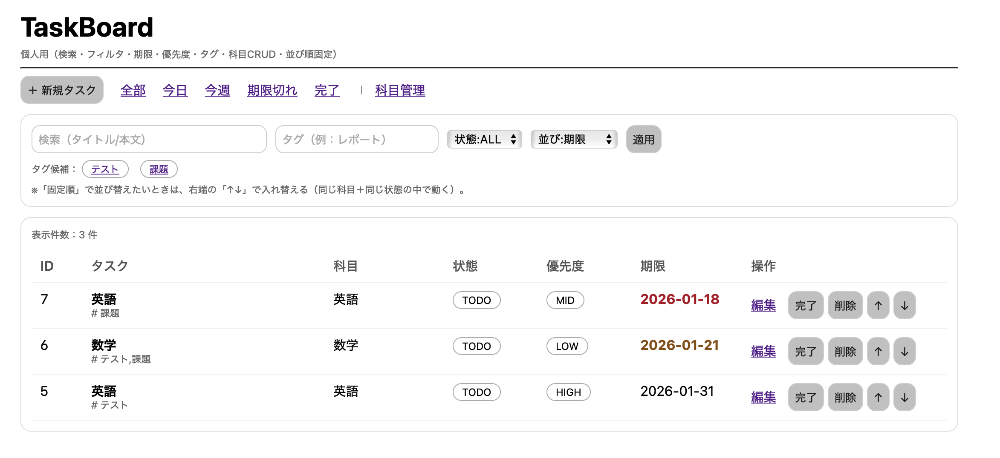 TaskBoard
個人用（検索・フィルタ・期限・優先度・タグ・科目CRUD・並び順固定）
＋ 新規タスク 全部 今日 今週 期限切れ 完了 | 科目管理
検索（タイトル/本文） タグ（例：レポート） 状態:ALL 並び:期限 適用
タグ候補： テスト 課題
※「固定順」で並び替えたいときは、右端の「↑↓」で入れ替える（同じ科目＋同じ状態の中で動く）。
表示件数：3 件
ID タスク 科目 状態 優先度 期限 操作
7 英語 英語 TODO MID 2026-01-18 編集 完了 削除 ↑ ↓
# 課題
6 数学 数学 TODO LOW 2026-01-21 編集 完了 削除 ↑ ↓
# テスト,課題
5 英語 英語 TODO HIGH 2026-01-31 編集 完了 削除 ↑ ↓
# テスト